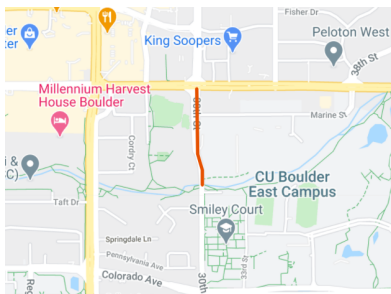 Fisher Dr
King Soopers
Peloton West
38th St
Millennium Harvest
House Boulder
Marine St
Cordry Ct
CU Boulder
East Campus
Taft Dr
Smiley Court
Springdale Ln
Pennsylvania Ave
33rd St
Colorado Ave
30th